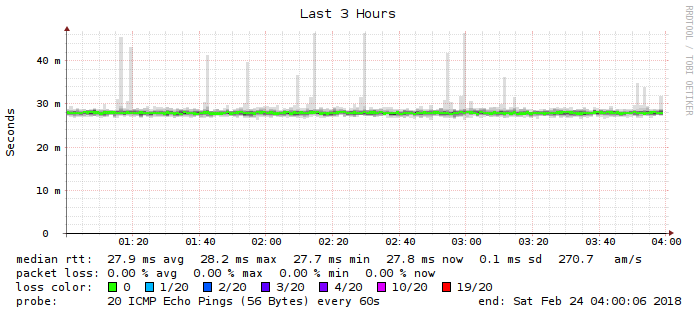 Last 3 Hours
RRDTOOL / TOBI OETIKER
Seconds
40 m
30 m
20 m
10 m
0
01:20 01:40 02:00 02:20 02:40 03:00 03:20 03:40 04:00
median rtt: 27.9 ms avg 28.2 ms max 27.7 ms min 27.8 ms now 0.1 ms sd 270.7 am/s
packet loss: 0.00 % avg 0.00 % max 0.00 % min 0.00 % now
loss color: 0 1/20 2/20 3/20 4/20 10/20 19/20
probe: 20 ICMP Echo Pings (56 Bytes) every 60s end: Sat Feb 24 04:00:06 2018